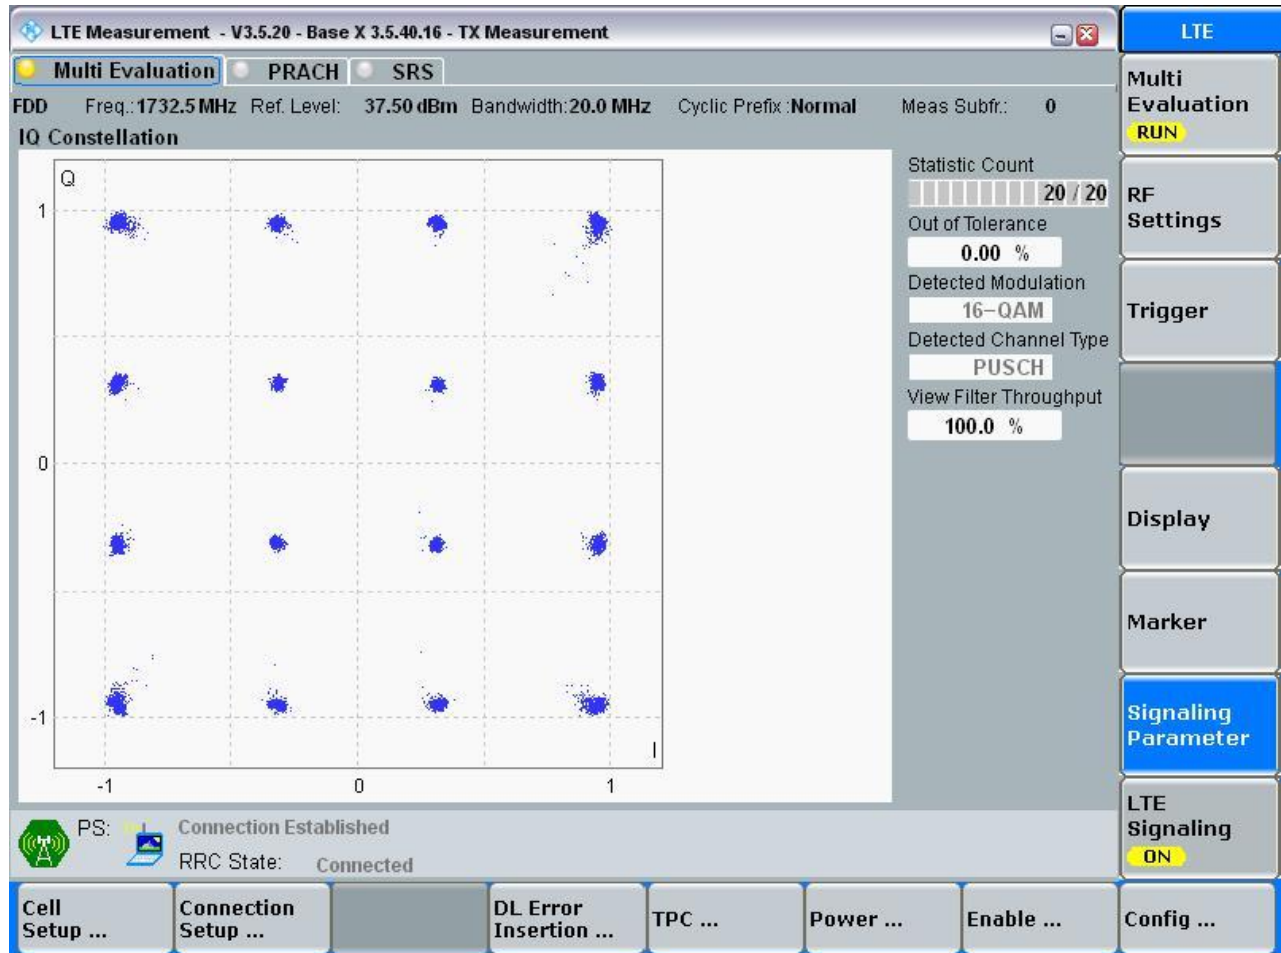 LTE Measurement - V3.5.20 - Base X 3.5.40.16 - TX Measurement
LTE
Multi Evaluation PRACH SRS
FDD Freq.: 1732.5 MHz Ref. Level: 37.50 dBm Bandwidth: 20.0 MHz Cyclic Prefix : Normal Meas Subfr.: 0
IQ Constellation
Q
1
0
-1
I
-1 0 1
Statistic Count
20 / 20
Out of Tolerance
0.00 %
Detected Modulation
16-QAM
Detected Channel Type
PUSCH
View Filter Throughput
100.0 %
Multi
Evaluation
RUN
RF
Settings
Trigger
Display
Marker
Signaling
Parameter
LTE
Signaling
ON
PS: Connection Established
RRC State: Connected
Cell
Setup ...
Connection
Setup ...
DL Error
Insertion ...
TPC ...
Power ...
Enable ...
Config ...